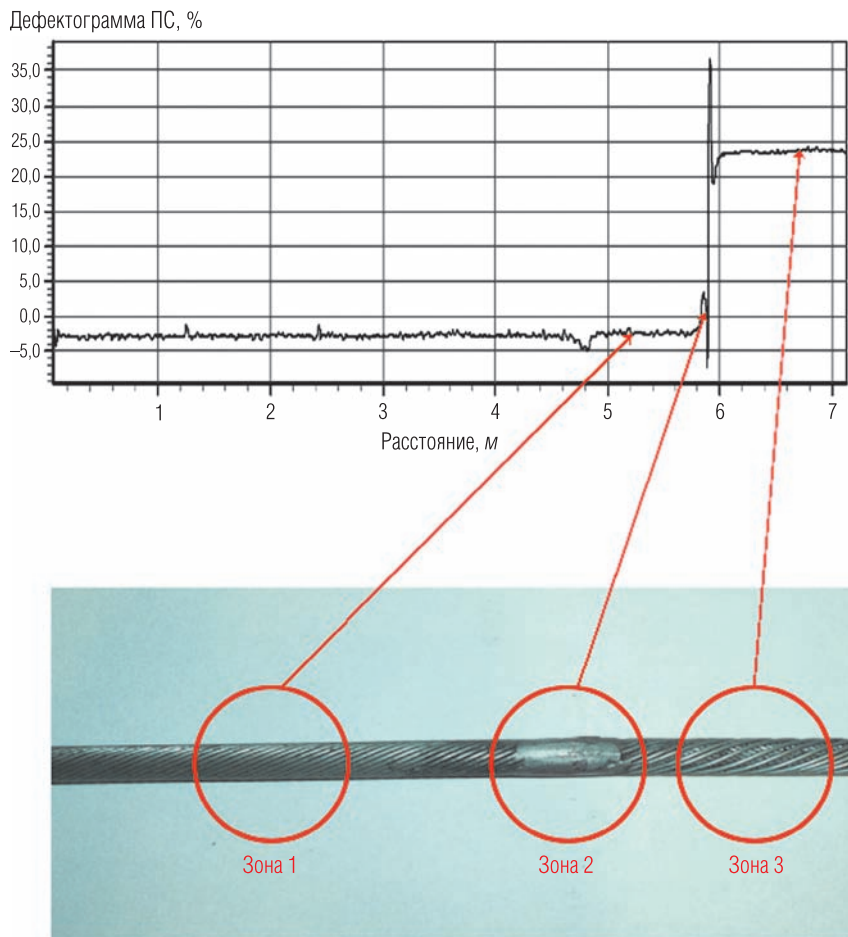 Дефектограмма ПС, %
35,0
30,0
25,0
20,0
15,0
10,0
5,0
0,0
–5,0
1 2 3 4 5 6 7
Расстояние, м
Зона 1 Зона 2 Зона 3